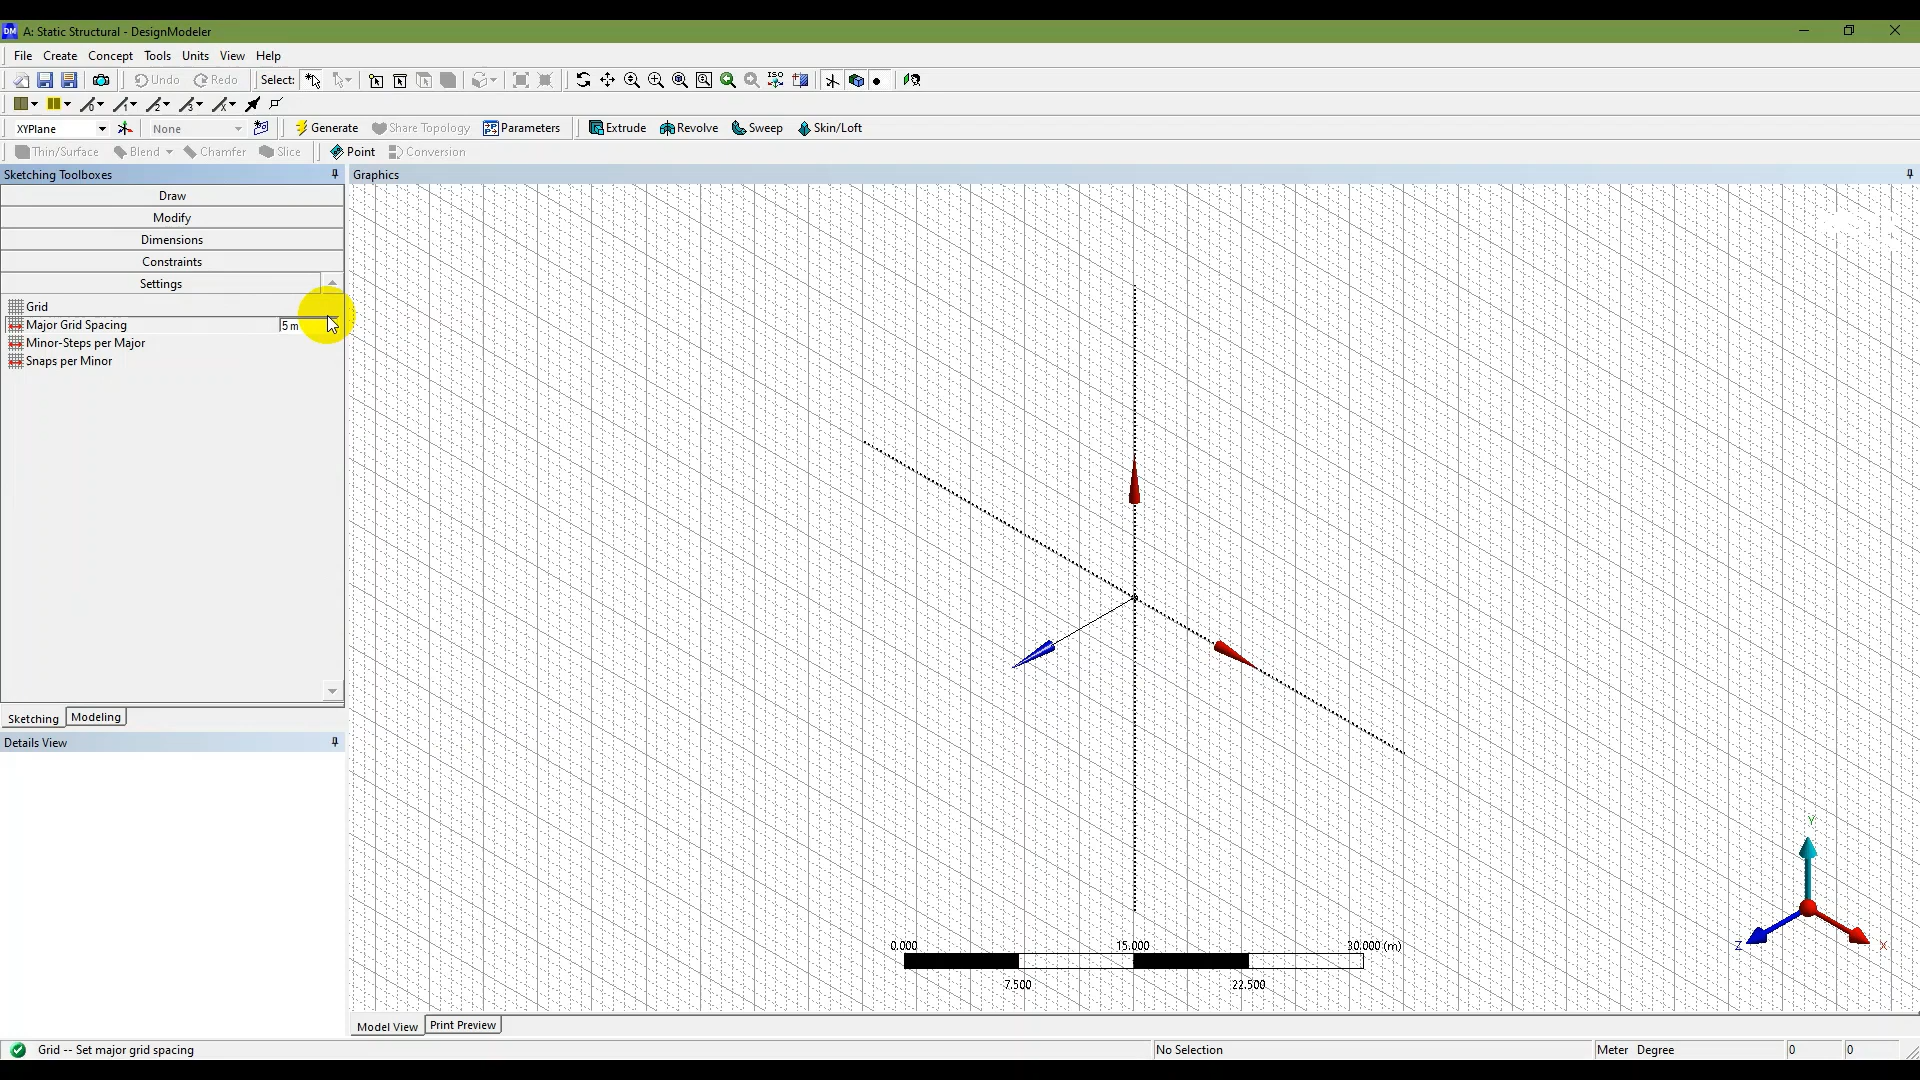 DM A: Static Structural - DesignModeler
File Create Concept Tools Units View Help
Undo Redo Select: ISO
XYPlane None Generate Share Topology Parameters Extrude Revolve Sweep Skin/Loft
Thin/Surface Blend Chamfer Slice Point Conversion
Sketching Toolboxes
Draw
Modify
Dimensions
Constraints
Settings
Grid
Major Grid Spacing 5 m
Minor-Steps per Major
Snaps per Minor
Sketching Modeling
Details View
Graphics
0.000 15.000 30.000 (m)
7.500 22.500
Y
Z X
Model View Print Preview
Grid -- Set major grid spacing No Selection Meter Degree 0 0